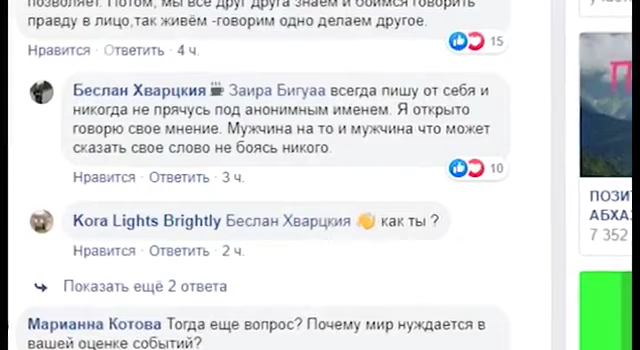 позволяет. Потом, мы все друг друга знаем и боимся говорить
правду в лицо,так живём -говорим одно делаем другое.
Нравится · Ответить · 4 ч.
15
Беслан Хварцкия Заира Бигуаа всегда пишу от себя и
никогда не прячусь под анонимным именем. Я открыто
говорю свое мнение. Мужчина на то и мужчина что может
сказать свое слово не боясь никого.
10
Нравится · Ответить · 3 ч.
Kora Lights Brightly Беслан Хварцкия 👋 как ты ?
Нравится · Ответить · 2 ч.
Показать ещё 2 ответа
Марианна Котова Тогда еще вопрос? Почему мир нуждается в
вашей оценке событий?
АБХА
7 352